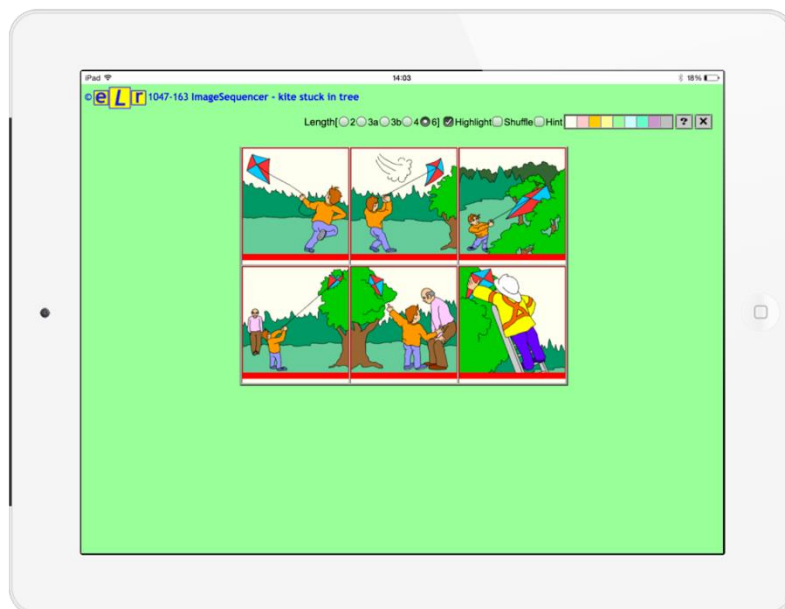 iPad 14:03 18%
© eLr 1047-163 ImageSequencer - kite stuck in tree
Length[ 2 3a 3b 4 6] Highlight Shuffle Hint ? X